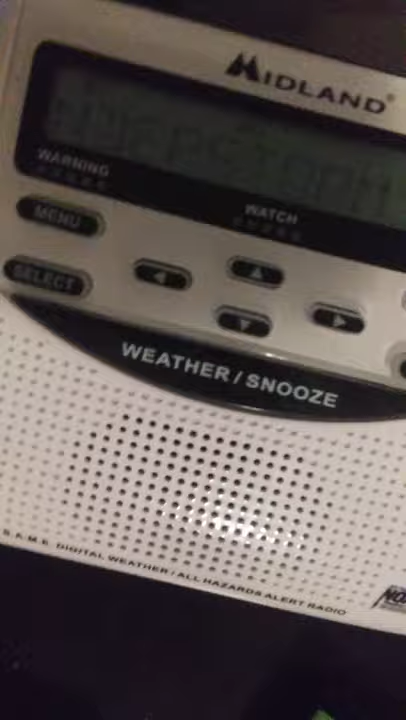 MIDLAND®
WARNING
WATCH
MENU
SELECT
WEATHER / SNOOZE
S.A.M.E. DIGITAL WEATHER / ALL HAZARDS ALERT RADIO